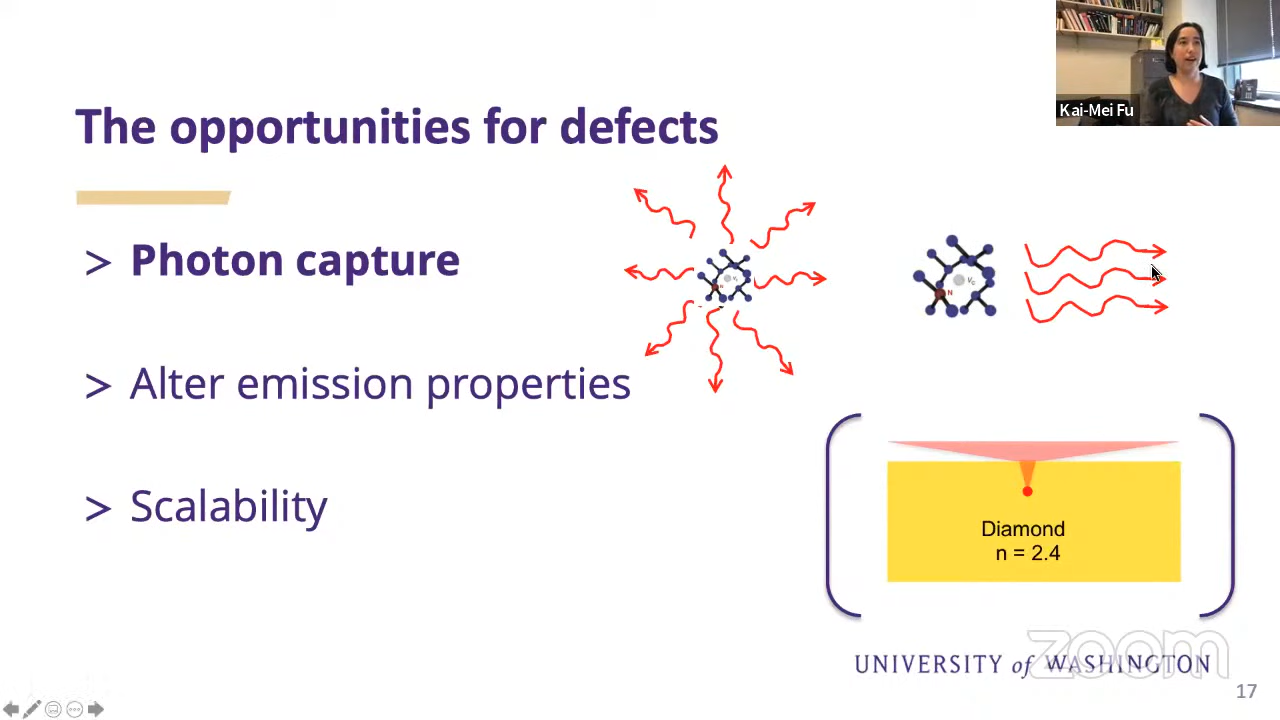 Kai-Mei Fu
The opportunities for defects
> Photon capture
> Alter emission properties
> Scalability
N
N
Vc
Diamond
n = 2.4
zoom
UNIVERSITY of WASHINGTON
17